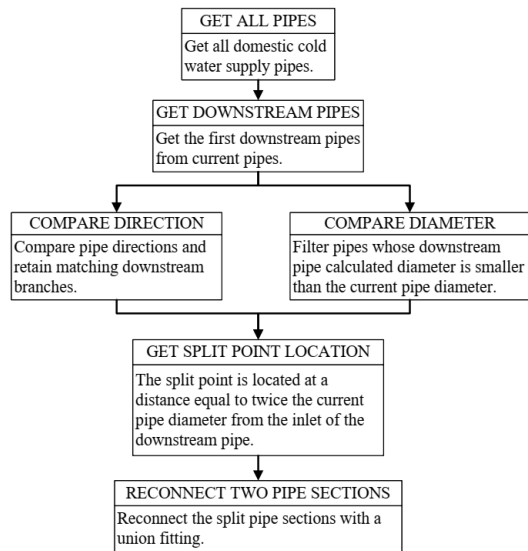 GET ALL PIPES
Get all domestic cold
water supply pipes.
GET DOWNSTREAM PIPES
Get the first downstream pipes
from current pipes.
COMPARE DIRECTION
Compare pipe directions and
retain matching downstream
branches.
COMPARE DIAMETER
Filter pipes whose downstream
pipe calculated diameter is smaller
than the current pipe diameter.
GET SPLIT POINT LOCATION
The split point is located at a
distance equal to twice the current
pipe diameter from the inlet of the
downstream pipe.
RECONNECT TWO PIPE SECTIONS
Reconnect the split pipe sections with a
union fitting.